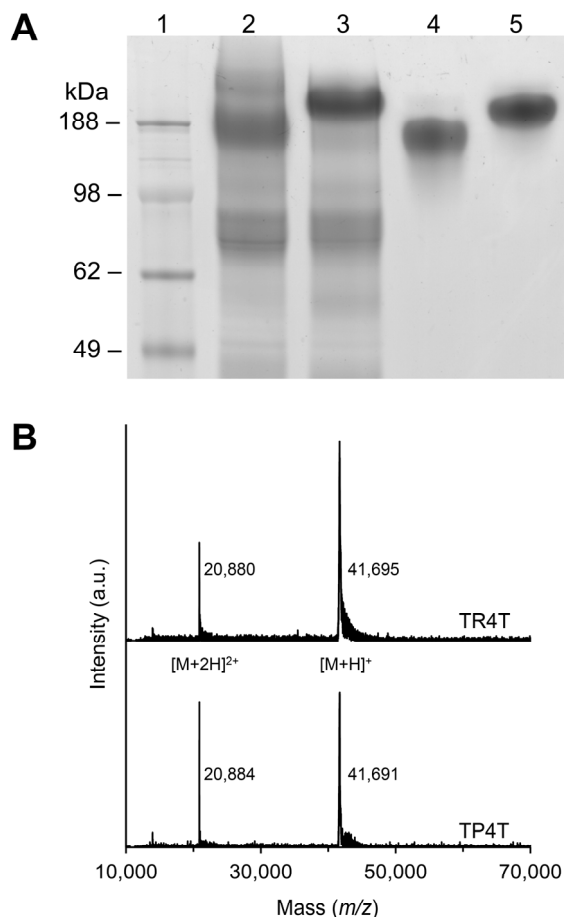 A
1 2 3 4 5
kDa
188 –
98 –
62 –
49 –
B
Intensity (a.u.)
20,880
41,695
TR4T
[M+2H]²⁺
[M+H]⁺
20,884
41,691
TP4T
10,000 30,000 50,000 70,000
Mass (m/z)